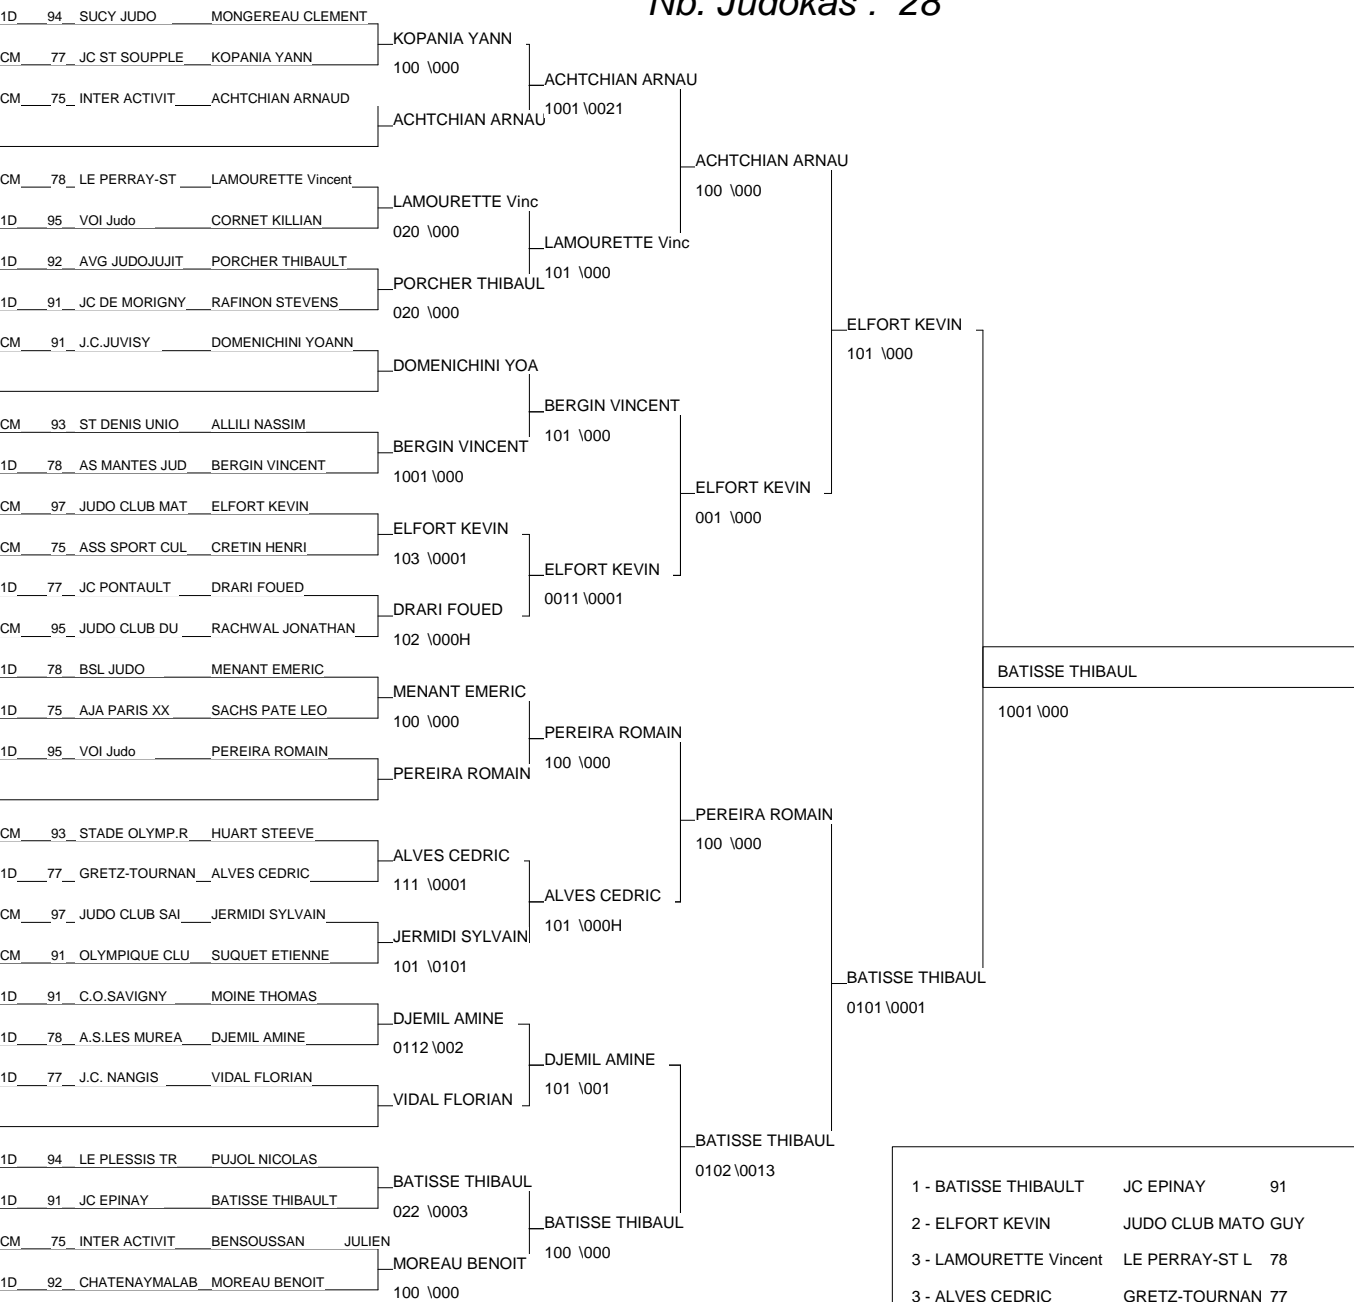 Nb. Judokas : 28
1D 94 SUCY JUDO MONGEREAU CLEMENT
CM 77 JC ST SOUPPLE KOPANIA YANN
CM 75 INTER ACTIVIT ACHTCHIAN ARNAUD
CM 78 LE PERRAY-ST LAMOURETTE Vincent
1D 95 VOI Judo CORNET KILLIAN
1D 92 AVG JUDOJUJIT PORCHER THIBAULT
1D 91 JC DE MORIGNY RAFINON STEVENS
CM 91 J.C.JUVISY DOMENICHINI YOANN
CM 93 ST DENIS UNIO ALLILI NASSIM
1D 78 AS MANTES JUD BERGIN VINCENT
CM 97 JUDO CLUB MAT ELFORT KEVIN
CM 75 ASS SPORT CUL CRETIN HENRI
1D 77 JC PONTAULT DRARI FOUED
CM 95 JUDO CLUB DU RACHWAL JONATHAN
1D 78 BSL JUDO MENANT EMERIC
1D 75 AJA PARIS XX SACHS PATE LEO
1D 95 VOI Judo PEREIRA ROMAIN
CM 93 STADE OLYMP.R HUART STEEVE
1D 77 GRETZ-TOURNAN ALVES CEDRIC
CM 97 JUDO CLUB SAI JERMIDI SYLVAIN
CM 91 OLYMPIQUE CLU SUQUET ETIENNE
1D 91 C.O.SAVIGNY MOINE THOMAS
1D 78 A.S.LES MUREA DJEMIL AMINE
1D 77 J.C. NANGIS VIDAL FLORIAN
1D 94 LE PLESSIS TR PUJOL NICOLAS
1D 91 JC EPINAY BATISSE THIBAULT
CM 75 INTER ACTIVIT BENSOUSSAN JULIEN
1D 92 CHATENAYMALAB MOREAU BENOIT
KOPANIA YANN
100 \000
ACHTCHIAN ARNAU
LAMOURETTE Vinc
020 \000
PORCHER THIBAUL
020 \000
DOMENICHINI YOA
BERGIN VINCENT
1001 \000
ELFORT KEVIN
103 \0001
DRARI FOUED
102 \000H
MENANT EMERIC
100 \000
PEREIRA ROMAIN
ALVES CEDRIC
111 \0001
JERMIDI SYLVAIN
101 \0101
DJEMIL AMINE
0112 \002
VIDAL FLORIAN
BATISSE THIBAUL
022 \0003
MOREAU BENOIT
100 \000
ACHTCHIAN ARNAU
1001 \0021
LAMOURETTE Vinc
101 \000
BERGIN VINCENT
101 \000
ELFORT KEVIN
0011 \0001
PEREIRA ROMAIN
100 \000
ALVES CEDRIC
101 \000H
DJEMIL AMINE
101 \001
BATISSE THIBAUL
100 \000
ACHTCHIAN ARNAU
100 \000
ELFORT KEVIN
001 \000
PEREIRA ROMAIN
100 \000
BATISSE THIBAUL
0102 \0013
ELFORT KEVIN
101 \000
BATISSE THIBAUL
0101 \0001
BATISSE THIBAUL
1001 \000
1 - BATISSE THIBAULT JC EPINAY 91
2 - ELFORT KEVIN JUDO CLUB MATO GUY
3 - LAMOURETTE Vincent LE PERRAY-ST L 78
3 - ALVES CEDRIC GRETZ-TOURNAN 77